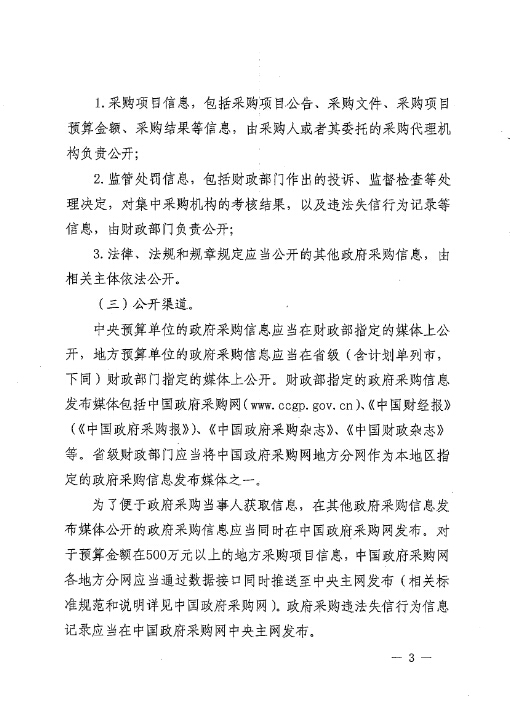 1.采购项目信息，包括采购项目公告、采购文件、采购项目
预算金额、采购结果等信息，由采购人或者其委托的采购代理机
构负责公开；
2.监管处罚信息，包括财政部门作出的投诉、监督检查等处
理决定，对集中采购机构的考核结果，以及违法失信行为记录等
信息，由财政部门负责公开；
3.法律、法规和规章规定应当公开的其他政府采购信息，由
相关主体依法公开。
（三）公开渠道。
中央预算单位的政府采购信息应当在财政部指定的媒体上公
开，地方预算单位的政府采购信息应当在省级（含计划单列市，
下同）财政部门指定的媒体上公开。财政部指定的政府采购信息
发布媒体包括中国政府采购网(www.ccgp.gov.cn)、《中国财经报》
（《中国政府采购报》）、《中国政府采购杂志》、《中国财政杂志》
等。省级财政部门应当将中国政府采购网地方分网作为本地区指
定的政府采购信息发布媒体之一。
为了便于政府采购当事人获取信息，在其他政府采购信息发
布媒体公开的政府采购信息应当同时在中国政府采购网发布。对
于预算金额在500万元以上的地方采购项目信息，中国政府采购网
各地方分网应当通过数据接口同时推送至中央主网发布（相关标
准规范和说明详见中国政府采购网）。政府采购违法失信行为信息
记录应当在中国政府采购网中央主网发布。
— 3 —